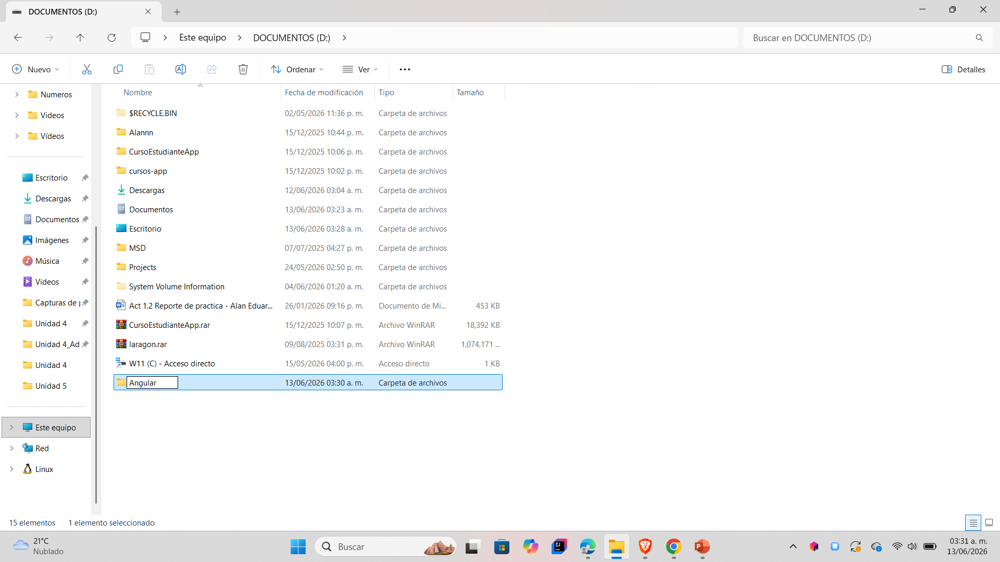 DOCUMENTOS (D:)
Este equipo
DOCUMENTOS (D:)
Buscar en DOCUMENTOS (D:)
Nuevo
Ordenar
Ver
Detalles
Numeros
Videos
Vídeos
Escritorio
Descargas
Documentos
Imágenes
Música
Videos
Capturas de p
Unidad 4
Unidad 4_Ad
Unidad 4
Unidad 5
Este equipo
Red
Linux
Nombre Fecha de modificación Tipo Tamaño
$RECYCLE.BIN 02/05/2026 11:36 p. m. Carpeta de archivos
Alannn 15/12/2025 10:44 p. m. Carpeta de archivos
CursoEstudianteApp 15/12/2025 10:06 p. m. Carpeta de archivos
cursos-app 15/12/2025 10:02 p. m. Carpeta de archivos
Descargas 12/06/2026 03:04 a. m. Carpeta de archivos
Documentos 13/06/2026 03:23 a. m. Carpeta de archivos
Escritorio 13/06/2026 03:28 a. m. Carpeta de archivos
MSD 07/07/2025 04:27 p. m. Carpeta de archivos
Projects 24/05/2026 02:50 p. m. Carpeta de archivos
System Volume Information 04/06/2026 01:20 a. m. Carpeta de archivos
Act 1.2 Reporte de practica - Alan Eduar... 26/01/2026 09:16 p. m. Documento de Mi... 453 KB
CursoEstudianteApp.rar 15/12/2025 10:07 p. m. Archivo WinRAR 18,392 KB
laragon.rar 09/08/2025 03:31 p. m. Archivo WinRAR 1,074,171 ...
W11 (C) - Acceso directo 15/05/2026 04:00 p. m. Acceso directo 1 KB
Angular 13/06/2026 03:30 a. m. Carpeta de archivos
15 elementos 1 elemento seleccionado
21°C
Nublado
Buscar
03:31 a. m.
13/06/2026